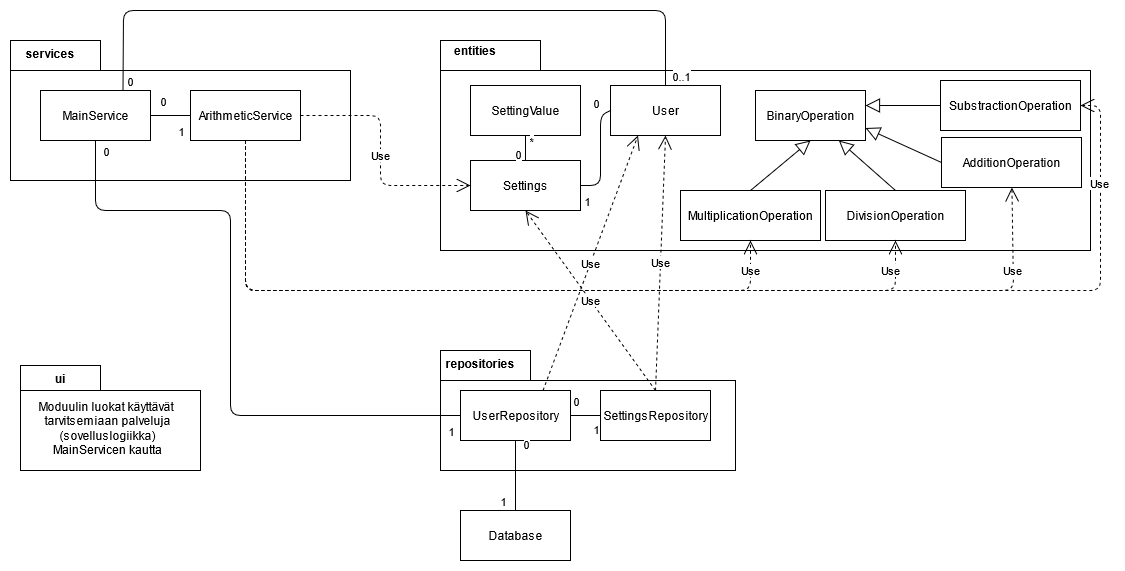 services
entities
0
0..1
MainService
0
1
ArithmeticService
0
Use
SettingValue
*
0
Settings
0
1
User
BinaryOperation
SubstractionOperation
AdditionOperation
Use
MultiplicationOperation
DivisionOperation
Use
Use
Use
Use
Use
Use
repositories
UserRepository
0
1
SettingsRepository
1
0
1
Database
ui
Moduulin luokat käyttävät
tarvitsemiaan palveluja
(sovelluslogiikka)
MainServicen kautta